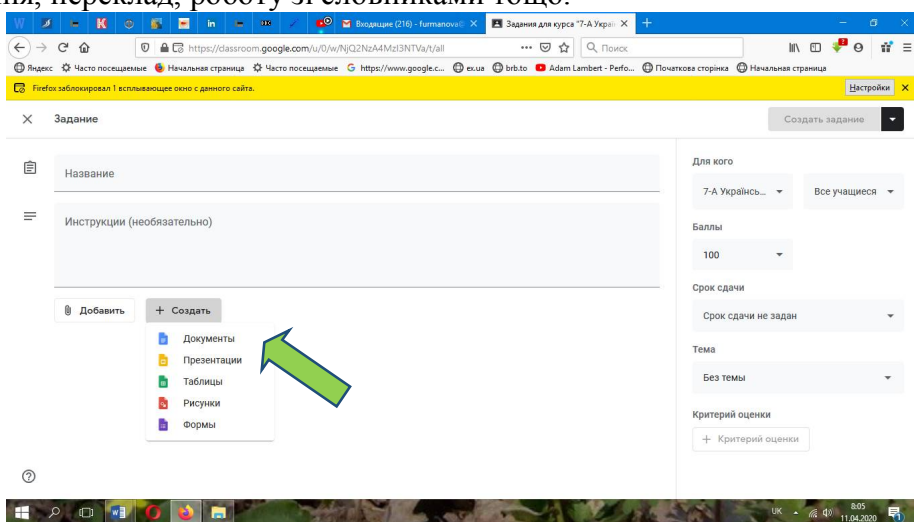 переклад, роботу зі словниками тощо.
Входящие (216) - furmanova
Задания для курса "7-А Украї
https://classroom.google.com/u/0/w/NjQ2NzA4MzI3NTVa/t/all
Поиск
Яндекс Часто посещаемые Начальная страница Часто посещаемые https://www.google.c... ex.ua brb.to Adam Lambert - Perfo... Початкова сторінка Начальная страница
Firefox заблокировал 1 всплывающее окно с данного сайта.
Настройки
Задание
Создать задание
Название
Инструкции (необязательно)
Добавить
Создать
Документы
Презентации
Таблицы
Рисунки
Формы
Для кого
7-А Українсь...
Все учащиеся
Баллы
100
Срок сдачи
Срок сдачи не задан
Тема
Без темы
Критерий оценки
+ Критерий оценки
UK
8:05
11.04.2020